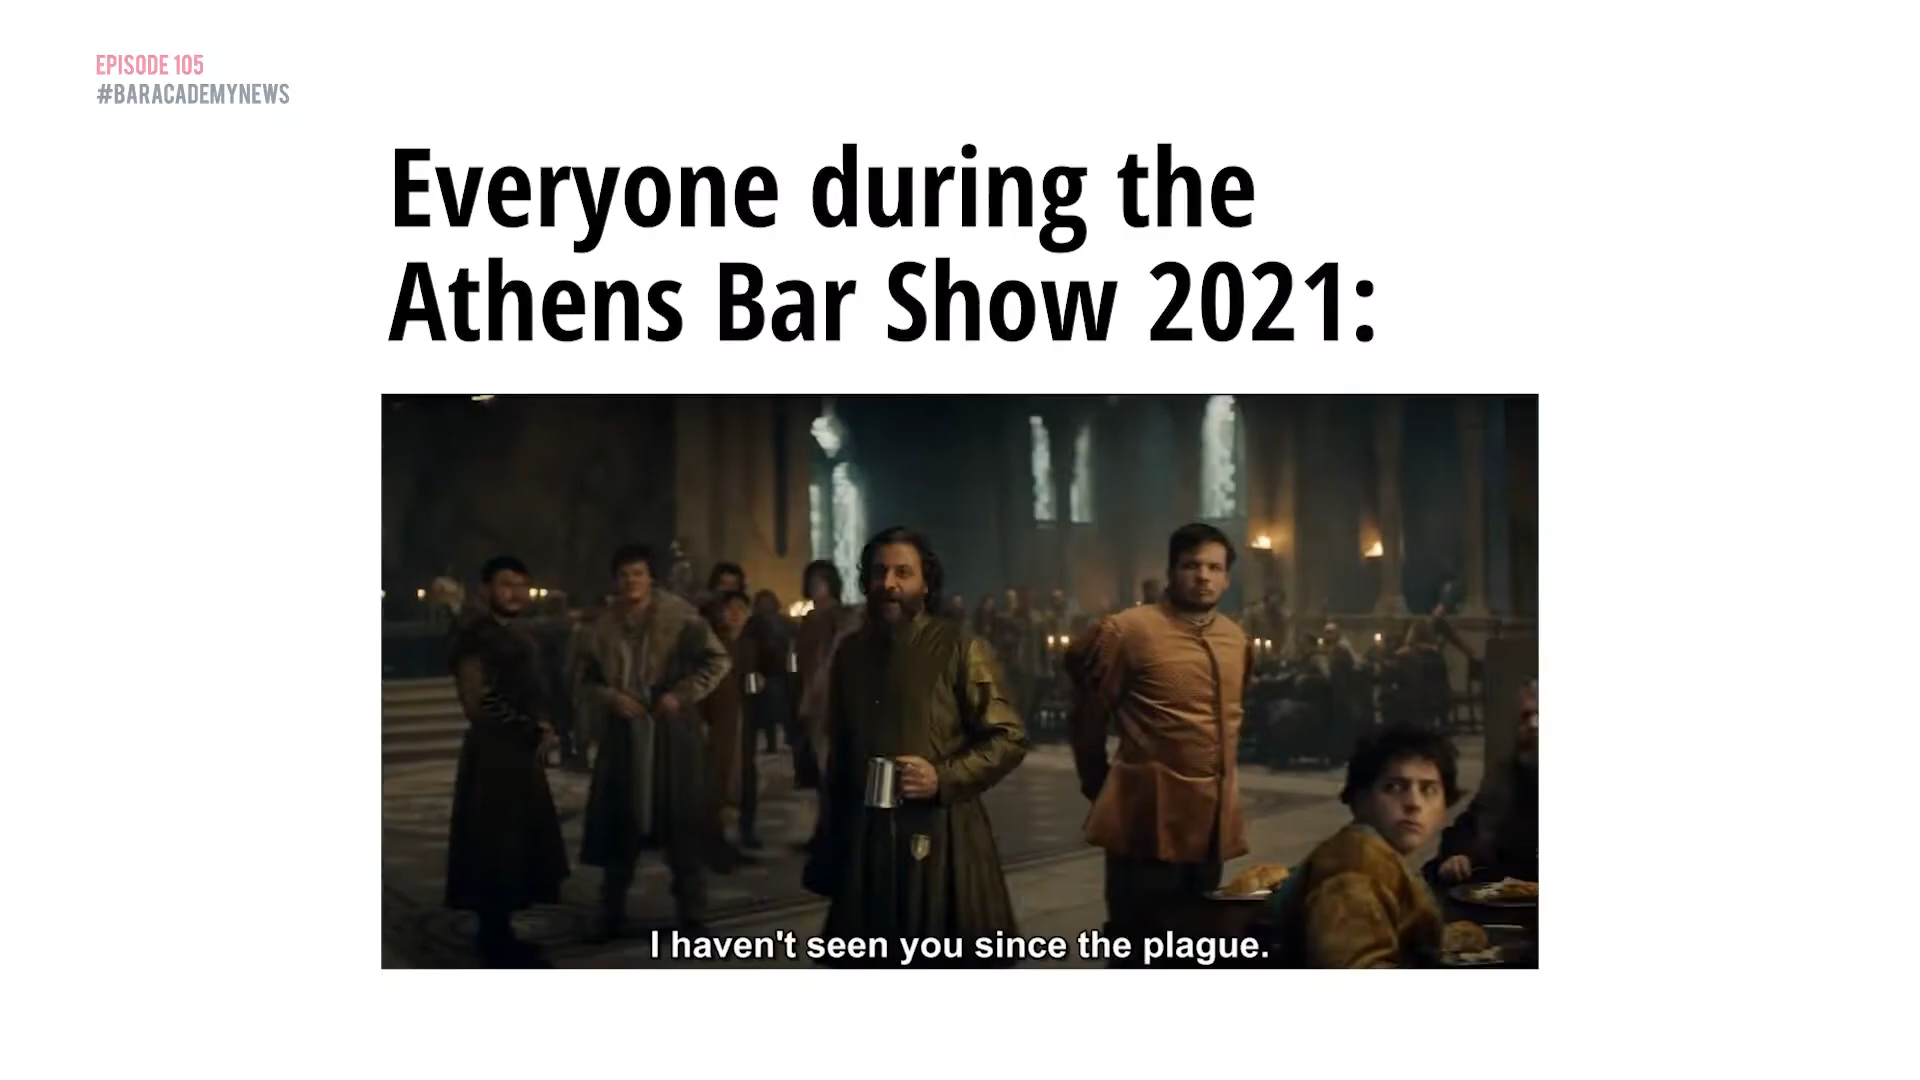 EPISODE 105
#BARACADEMYNEWS
Everyone during the
Athens Bar Show 2021:
I haven't seen you since the plague.